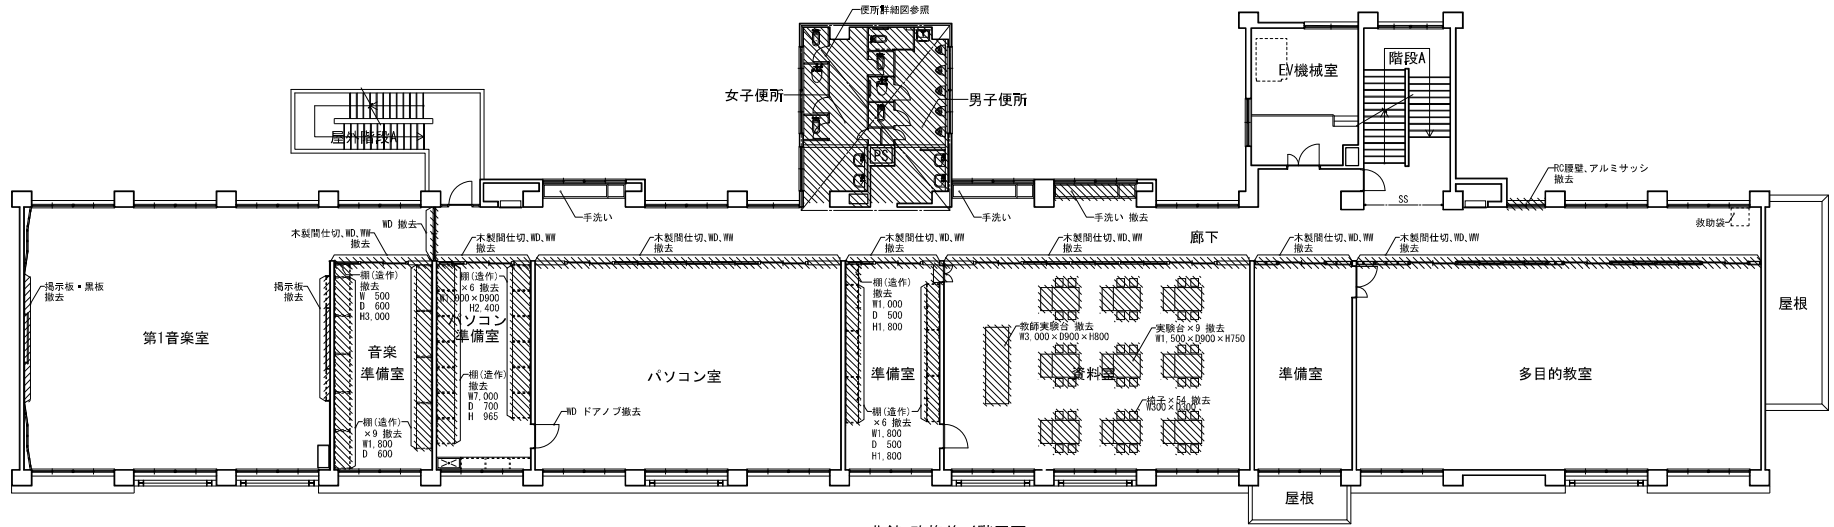 便所詳細図参照
階段A
EV機械室
女子便所
男子便所
屋外階段A
PS
RC腰壁、アルミサッシ
撤去
SS
手洗い
手洗い
手洗い 撤去
救助袋
WD 撤去
木製間仕切、WD、WW
撤去
木製間仕切、WD、WW
撤去
木製間仕切、WD、WW
撤去
木製間仕切、WD、WW
撤去
木製間仕切、WD、WW
撤去
廊下
木製間仕切、WD、WW
撤去
木製間仕切、WD、WW
撤去
掲示板・黒板
撤去
掲示板
撤去
第1音楽室
棚(造作)
撤去
W 500
D 600
H3,000
音楽
準備室
棚(造作)
×9 撤去
W1,800
D 600
棚(造作)
×6 撤去
W1,000×D900
H2,400
パソコン
準備室
棚(造作)
撤去
W7,000
D 700
H 965
WD ドアノブ撤去
パソコン室
棚(造作)
撤去
W1,000
D 500
H1,800
準備室
棚(造作)
×6 撤去
W1,800
D 500
H1,800
教師実験台 撤去
W3,000×D900×H800
実験台×9 撤去
W1,500×D900×H750
資料室
椅子×54 撤去
W300×D300
準備室
多目的教室
屋根
屋根